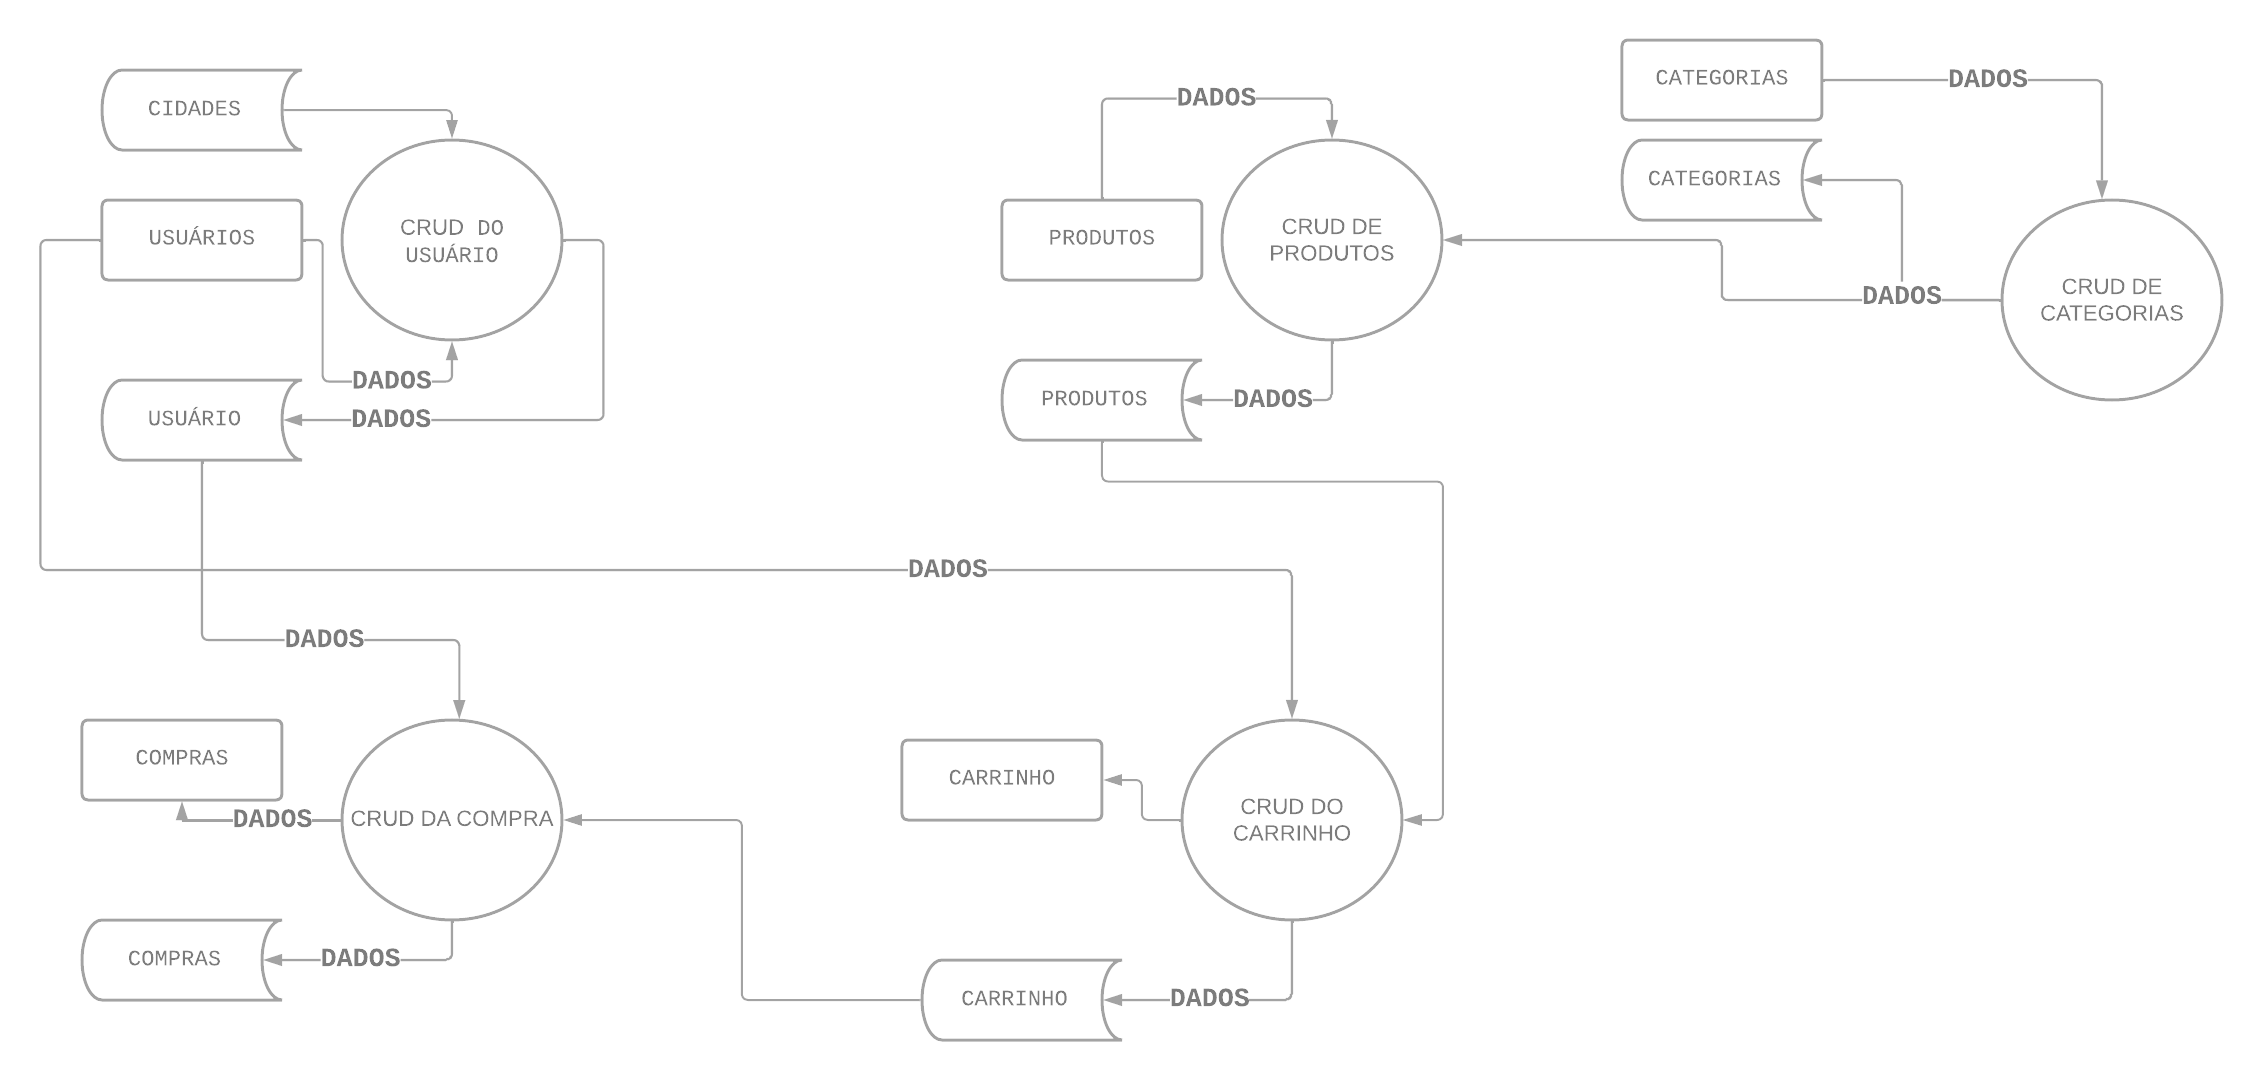 CATEGORIAS
DADOS
DADOS
CIDADES
CATEGORIAS
CRUD DO
USUÁRIO
USUÁRIOS
PRODUTOS
CRUD DE
PRODUTOS
CRUD DE
CATEGORIAS
DADOS
DADOS
DADOS
USUÁRIO
PRODUTOS
DADOS
DADOS
DADOS
COMPRAS
CARRINHO
CRUD DO
CARRINHO
DADOS
CRUD DA COMPRA
COMPRAS
DADOS
CARRINHO
DADOS